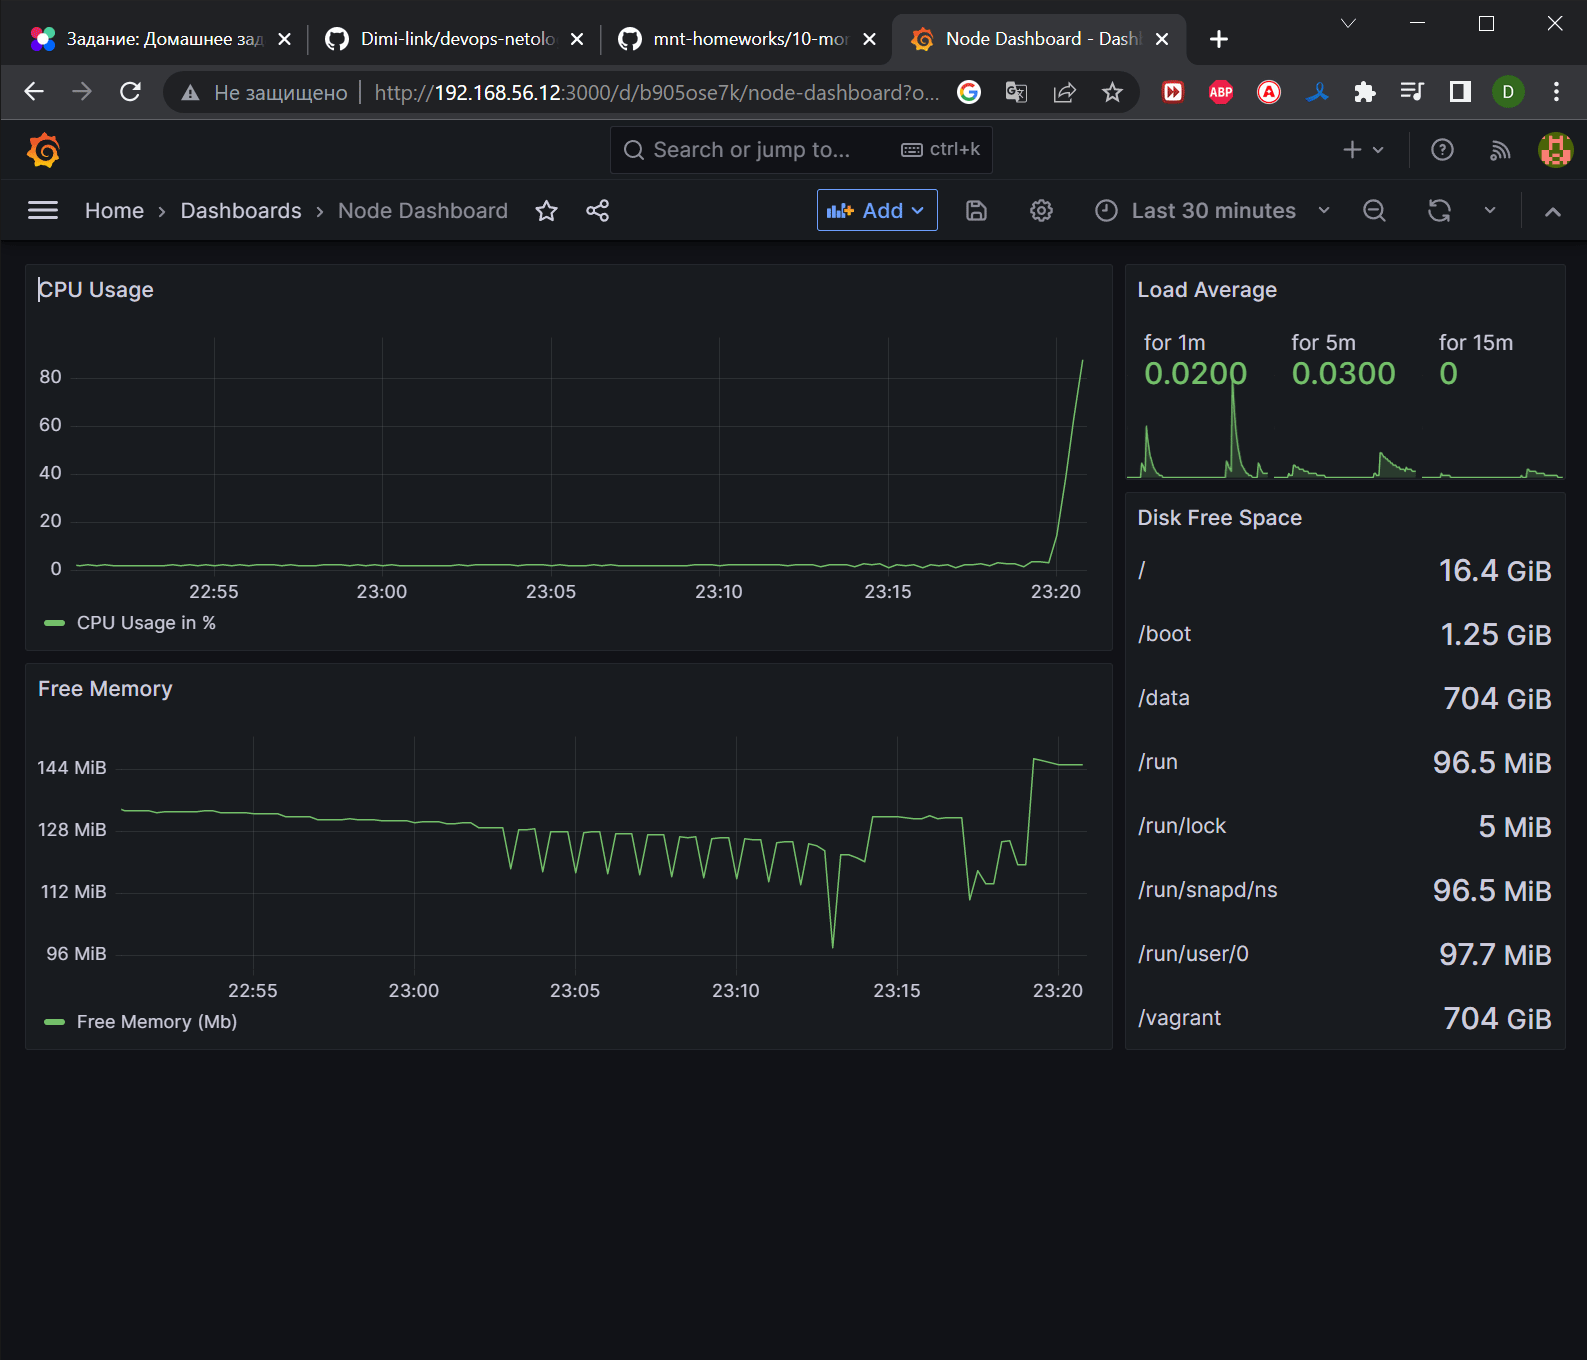 Задание: Домашнее зад
Dimi-link/devops-netolo
mnt-homeworks/10-mor
Node Dashboard - Dash
Не защищено
http://192.168.56.12:3000/d/b905ose7k/node-dashboard?o...
ABP
D
Search or jump to...
ctrl+k
Home › Dashboards › Node Dashboard
Add
Last 30 minutes
CPU Usage
80
60
40
20
0
22:55 23:00 23:05 23:10 23:15 23:20
CPU Usage in %
Load Average
for 1m for 5m for 15m
0.0200 0.0300 0
Free Memory
144 MiB
128 MiB
112 MiB
96 MiB
22:55 23:00 23:05 23:10 23:15 23:20
Free Memory (Mb)
Disk Free Space
/ 16.4 GiB
/boot 1.25 GiB
/data 704 GiB
/run 96.5 MiB
/run/lock 5 MiB
/run/snapd/ns 96.5 MiB
/run/user/0 97.7 MiB
/vagrant 704 GiB